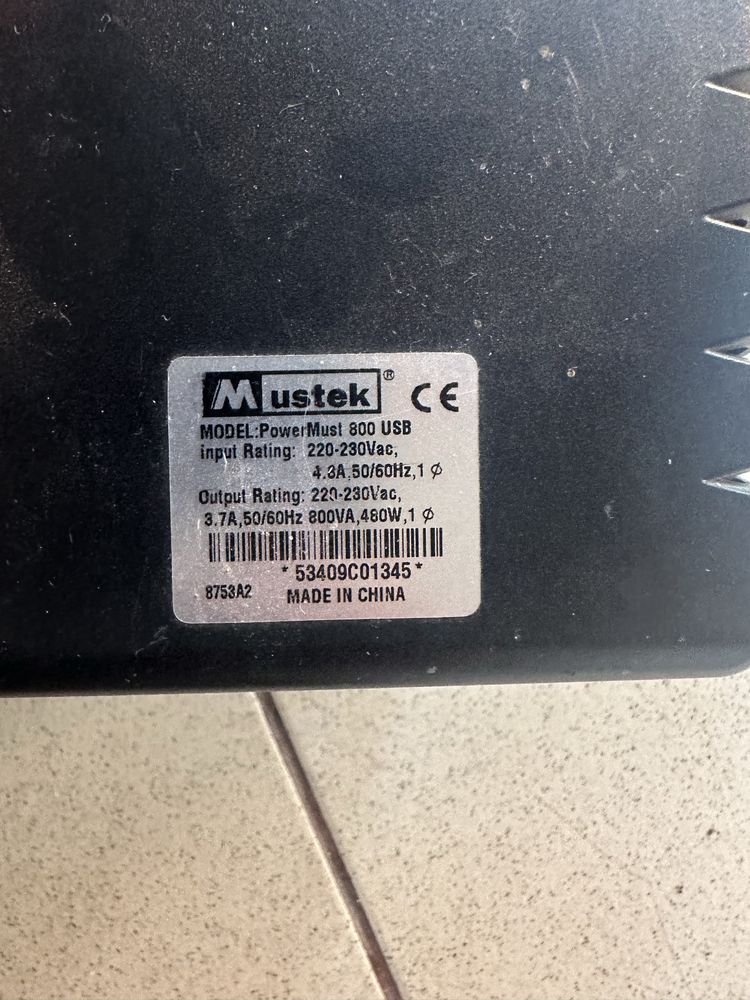 Mustek® CE
MODEL:PowerMust 800 USB
input Rating: 220-230Vac,
4.3A,50/60Hz,1 ϕ
Output Rating: 220-230Vac,
3.7A,50/60Hz 800VA,480W,1 ϕ
*53409C01345*
8753A2 MADE IN CHINA